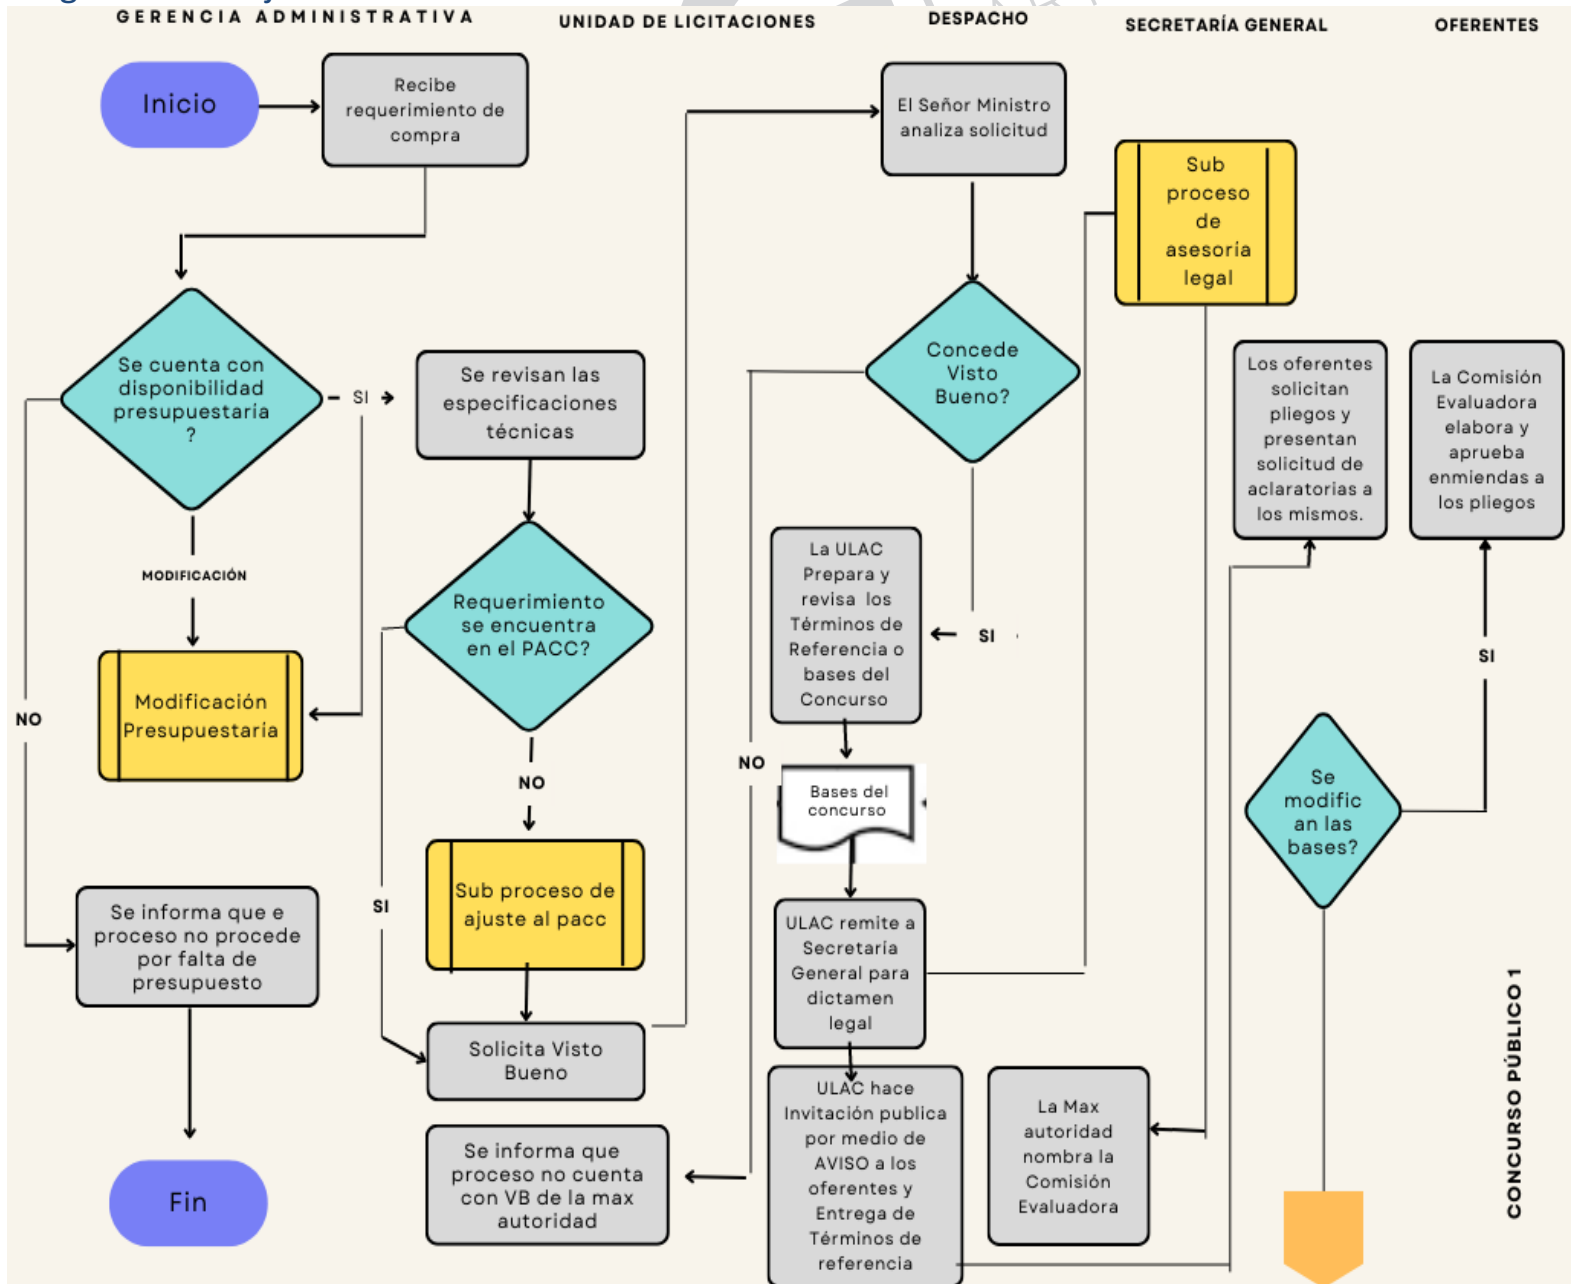 GERENCIA ADMINISTRATIVA
UNIDAD DE LICITACIONES
DESPACHO
SECRETARÍA GENERAL
OFERENTES
Inicio
Recibe
requerimiento de
compra
Se cuenta con
disponibilidad
presupuestaria
?
SI
NO
MODIFICACIÓN
Modificación
Presupuestaria
Se informa que e
proceso no procede
por falta de
presupuesto
Fin
Se revisan las
especificaciones
técnicas
Requerimiento
se encuentra
en el PACC?
NO
SI
Sub proceso de
ajuste al pacc
Solicita Visto
Bueno
Se informa que
proceso no cuenta
con VB de la max
autoridad
El Señor Ministro
analiza solicitud
Concede
Visto
Bueno?
NO
SI
La ULAC
Prepara y
revisa los
Términos de
Referencia o
bases del
Concurso
Bases del
concurso
ULAC remite a
Secretaría
General para
dictamen
legal
ULAC hace
Invitación publica
por medio de
AVISO a los
oferentes y
Entrega de
Términos de
referencia
Sub
proceso
de
asesoría
legal
La Max
autoridad
nombra la
Comisión
Evaluadora
Los oferentes
solicitan
pliegos y
presentan
solicitud de
aclaratorias a
los mismos.
La Comisión
Evaluadora
elabora y
aprueba
enmiendas a
los pliegos
SI
Se
modific
an las
bases?
CONCURSO PÚBLICO 1